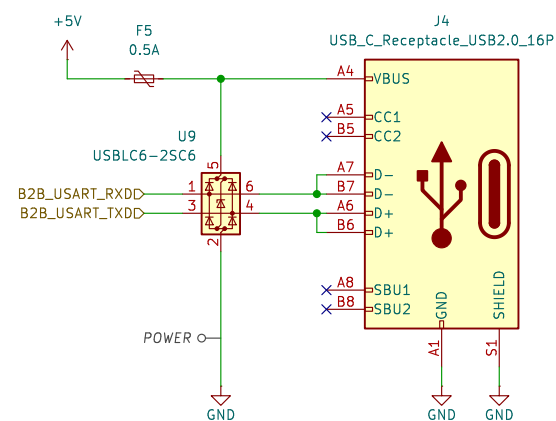 +5V
F5
0.5A
J4
USB_C_Receptacle_USB2.0_16P
A4
VBUS
A5
CC1
B5
CC2
U9
USBLC6-2SC6
5
A7
D-
B2B_USART_RXD
1
6
B7
D-
B2B_USART_TXD
3
4
A6
D+
B6
D+
2
A8
SBU1
B8
SBU2
GND
SHIELD
POWER
A1
S1
GND
GND
GND